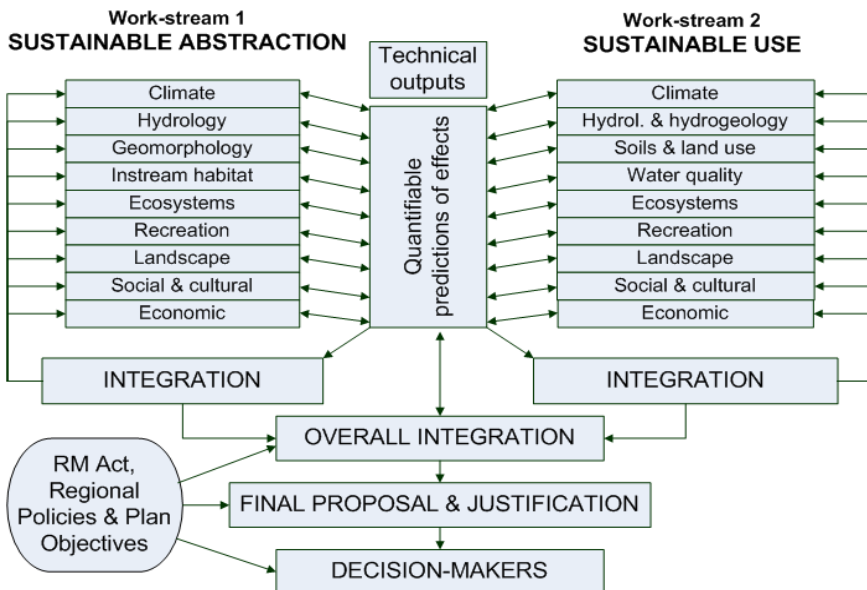 Work-stream 1
SUSTAINABLE ABSTRACTION
Climate
Hydrology
Geomorphology
Instream habitat
Ecosystems
Recreation
Landscape
Social & cultural
Economic
INTEGRATION
Technical
outputs
Quantifiable
predictions of effects
Work-stream 2
SUSTAINABLE USE
Climate
Hydrol. & hydrogeology
Soils & land use
Water quality
Ecosystems
Recreation
Landscape
Social & cultural
Economic
INTEGRATION
OVERALL INTEGRATION
RM Act,
Regional
Policies & Plan
Objectives
FINAL PROPOSAL & JUSTIFICATION
DECISION-MAKERS